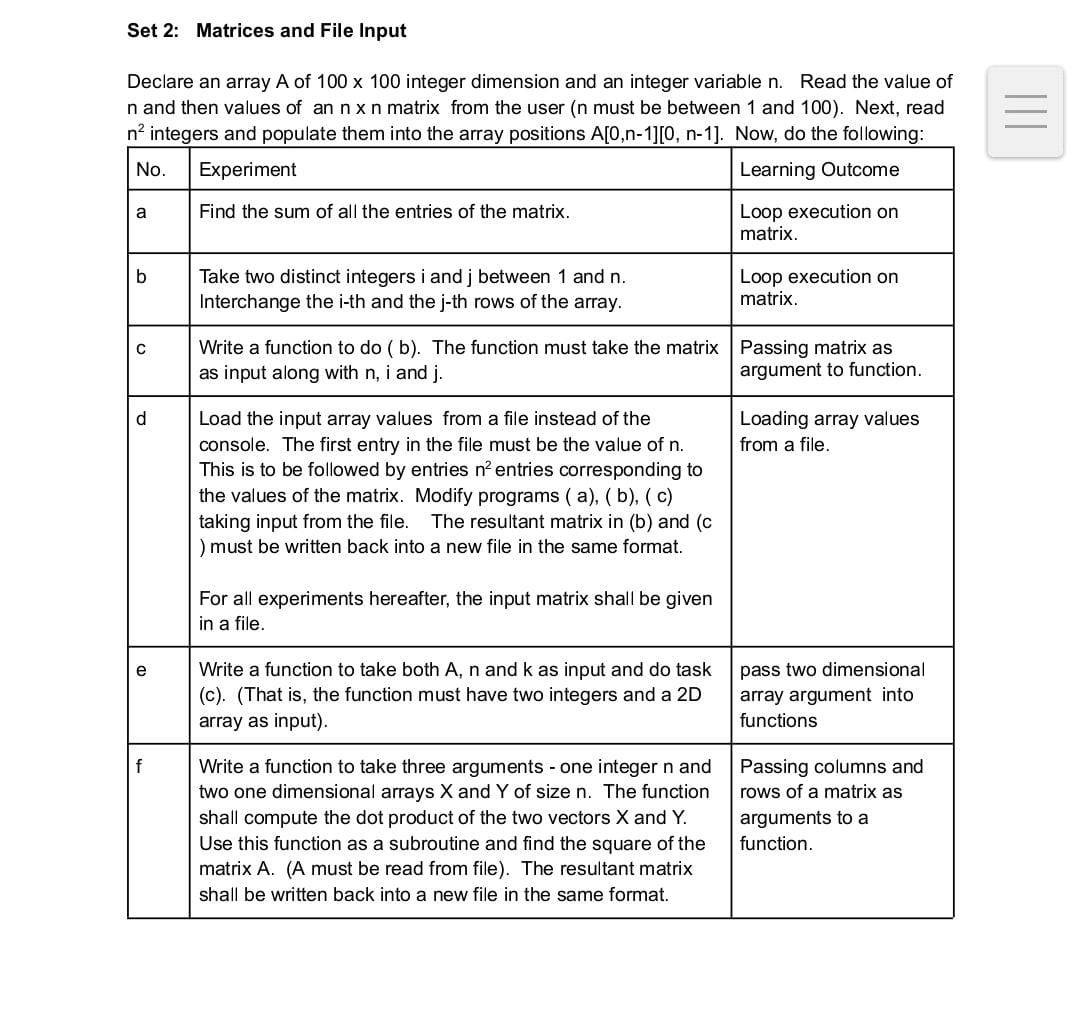 Set 2: Matrices and File Input
Declare an array A of 100 x 100 integer dimension and an integer variable n. Read the value of
n and then values of an n x n matrix from the user (n must be between 1 and 100). Next, read
n² integers and populate them into the array positions A[0,n-1][0, n-1]. Now, do the following:
No. Experiment Learning Outcome
a Find the sum of all the entries of the matrix. Loop execution on
matrix.
b Take two distinct integers i and j between 1 and n. Loop execution on
Interchange the i-th and the j-th rows of the array. matrix.
c Write a function to do ( b). The function must take the matrix Passing matrix as
as input along with n, i and j. argument to function.
d Load the input array values from a file instead of the Loading array values
console. The first entry in the file must be the value of n. from a file.
This is to be followed by entries n² entries corresponding to
the values of the matrix. Modify programs ( a), ( b), ( c)
taking input from the file. The resultant matrix in (b) and (c
) must be written back into a new file in the same format.
For all experiments hereafter, the input matrix shall be given
in a file.
e Write a function to take both A, n and k as input and do task pass two dimensional
(c). (That is, the function must have two integers and a 2D array argument into
array as input). functions
f Write a function to take three arguments - one integer n and Passing columns and
two one dimensional arrays X and Y of size n. The function rows of a matrix as
shall compute the dot product of the two vectors X and Y. arguments to a
Use this function as a subroutine and find the square of the function.
matrix A. (A must be read from file). The resultant matrix
shall be written back into a new file in the same format.